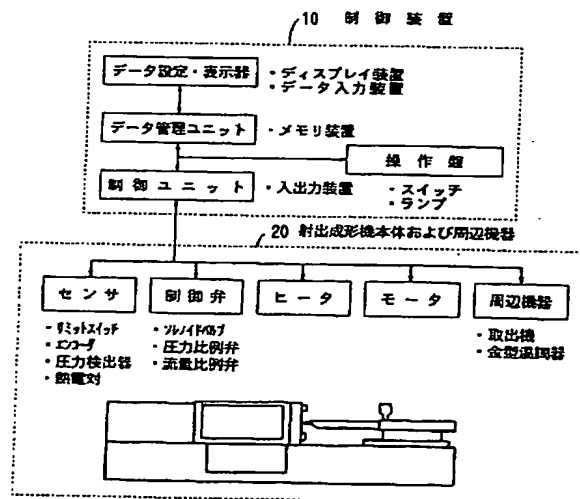 10 制御装置
データ設定・表示器
・ディスプレイ装置
・データ入力装置
データ管理ユニット
・メモリ装置
操作盤
・スイッチ
・ランプ
制御ユニット
・入出力装置
20 射出成形機本体および周辺機器
センサ
制御弁
ヒータ
モータ
周辺機器
・リミットスイッチ
・エンコーダ
・圧力検出器
・熱電対
・ソレノイドバルブ
・圧力比例弁
・流量比例弁
・取出機
・金型温調器